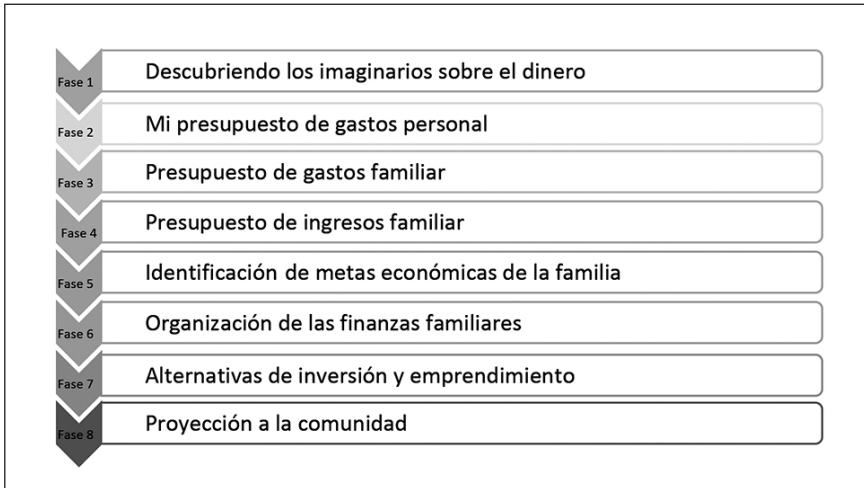 Fase 1
Descubriendo los imaginarios sobre el dinero
Fase 2
Mi presupuesto de gastos personal
Fase 3
Presupuesto de gastos familiar
Fase 4
Presupuesto de ingresos familiar
Fase 5
Identificación de metas económicas de la familia
Fase 6
Organización de las finanzas familiares
Fase 7
Alternativas de inversión y emprendimiento
Fase 8
Proyección a la comunidad